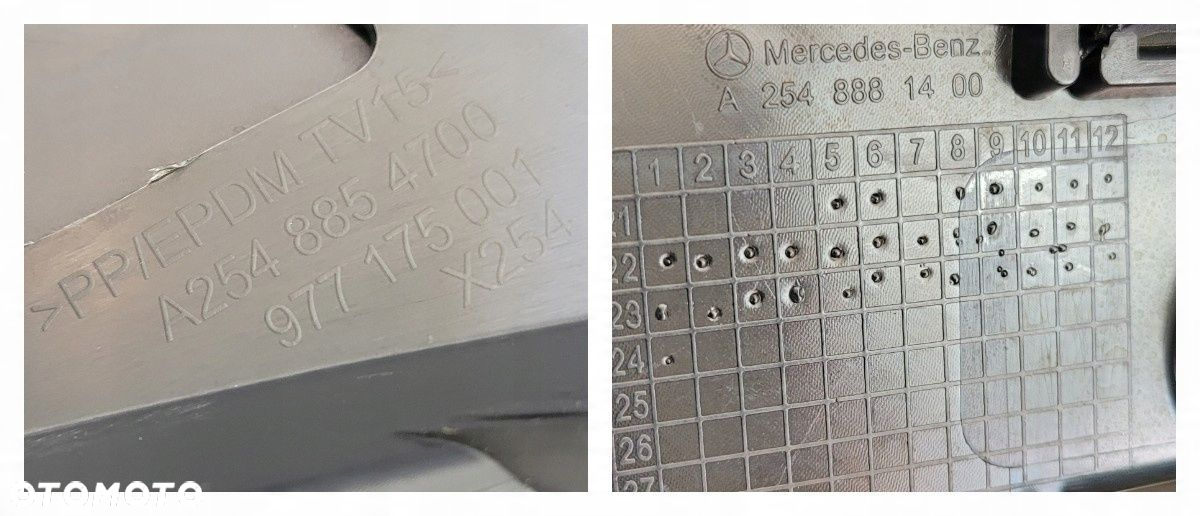 >PP/EPDM TV15<
A254 885 4700
977 175 001
X254
Mercedes-Benz
A 254 888 14 00
1 2 3 4 5 6 7 8 9 10 11 12
21
22
23
24
25
26
27
OTOMOTO